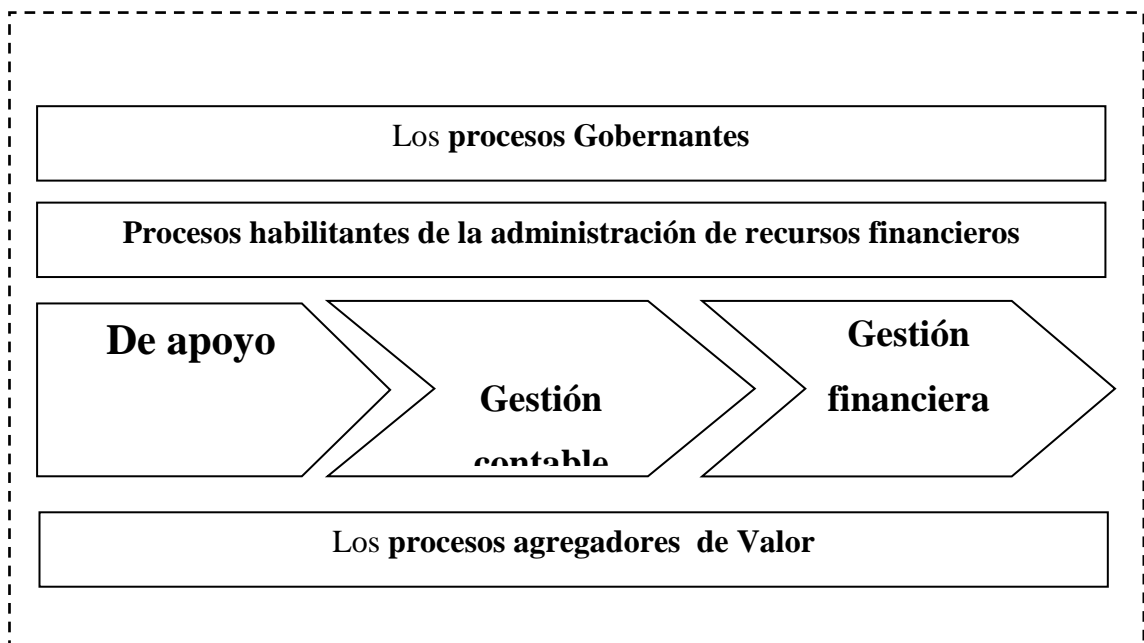 Los procesos Gobernantes
Procesos habilitantes de la administración de recursos financieros
De apoyo
Gestión
contable
Gestión
financiera
Los procesos agregadores de Valor